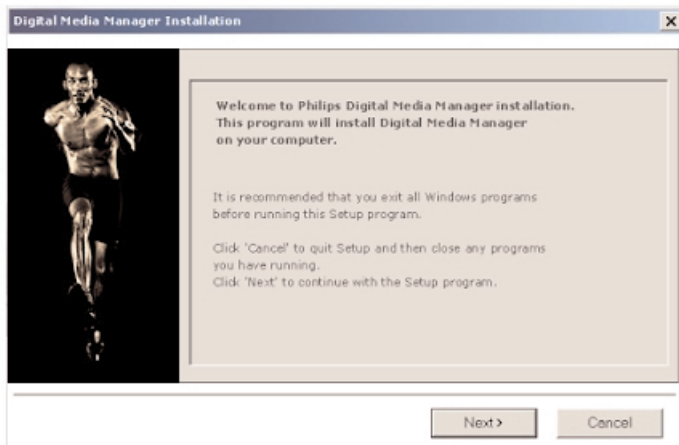 Digital Media Manager Installation
Welcome to Philips Digital Media Manager installation.
This program will install Digital Media Manager
on your computer.
It is recommended that you exit all Windows programs
before running this Setup program.
Click 'Cancel' to quit Setup and then close any programs
you have running.
Click 'Next' to continue with the Setup program.
Next>
Cancel